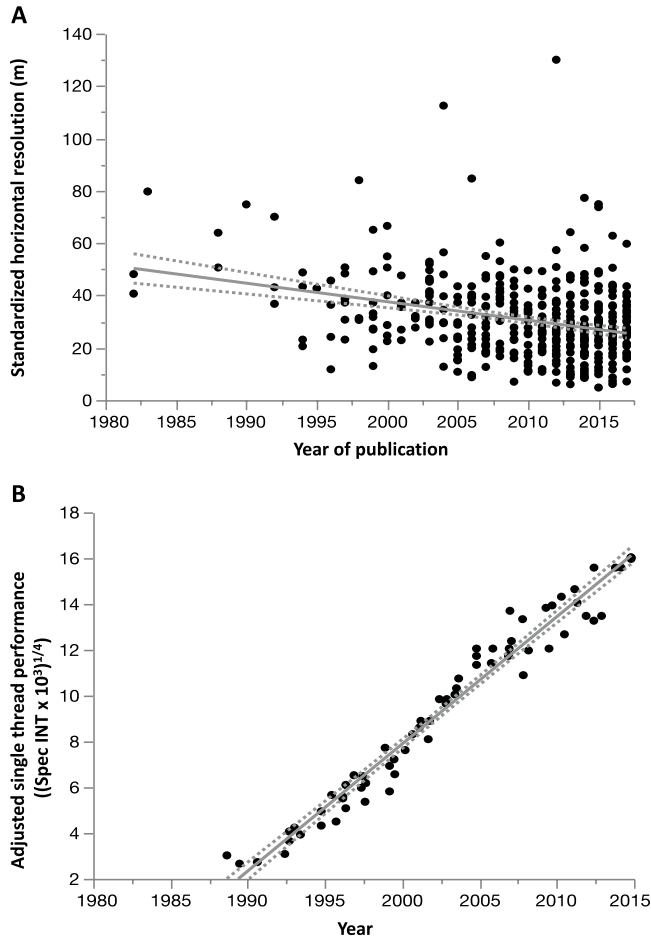 A
Standardized horizontal resolution (m)
140
120
100
80
60
40
20
0
1980 1985 1990 1995 2000 2005 2010 2015
Year of publication
B
Adjusted single thread performance
((Spec INT x 10³)¹/⁴)
18
16
14
12
10
8
6
4
2
1980 1985 1990 1995 2000 2005 2010 2015
Year